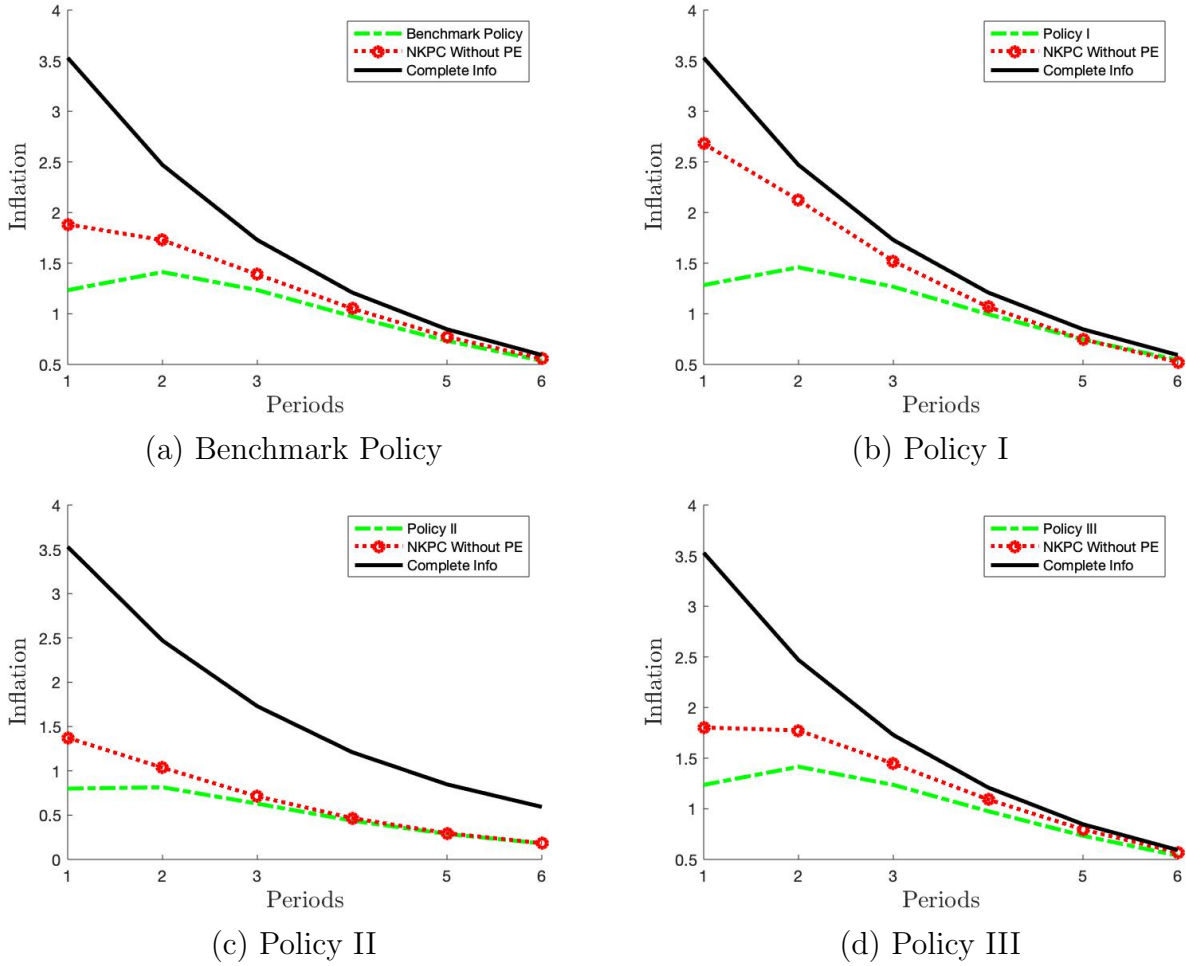 4
3.5
3
2.5
2
1.5
1
0.5
Inflation
Benchmark Policy
NKPC Without PE
Complete Info
1 2 3 5 6
Periods
(a) Benchmark Policy
4
3.5
3
2.5
2
1.5
1
0.5
Inflation
Policy I
NKPC Without PE
Complete Info
1 2 3 5 6
Periods
(b) Policy I
4
3.5
3
2.5
2
1.5
1
0.5
0
Inflation
Policy II
NKPC Without PE
Complete Info
1 2 3 5 6
Periods
(c) Policy II
4
3.5
3
2.5
2
1.5
1
0.5
Inflation
Policy III
NKPC Without PE
Complete Info
1 2 3 5 6
Periods
(d) Policy III